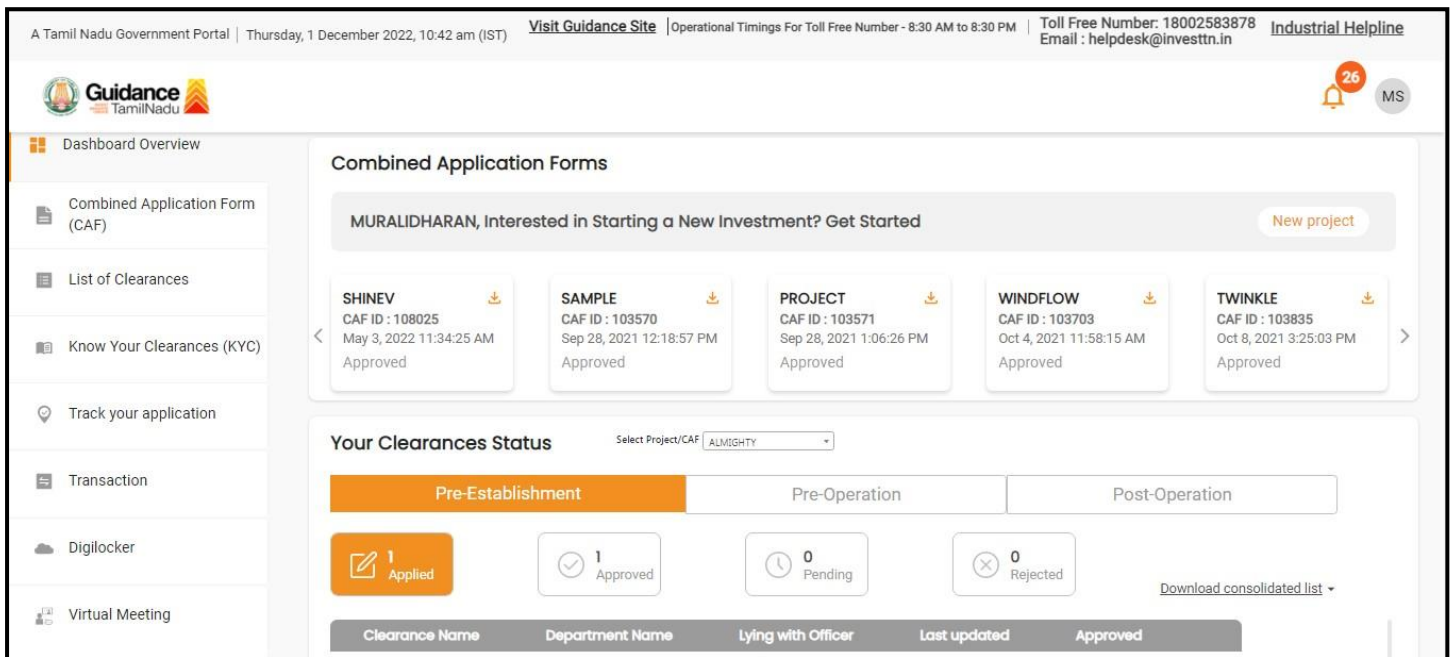 A Tamil Nadu Government Portal | Thursday, 1 December 2022, 10:42 am (IST) Visit Guidance Site | Operational Timings For Toll Free Number - 8:30 AM to 8:30 PM | Toll Free Number: 18002583878 Industrial Helpline
Email : helpdesk@investtn.in
Guidance
TamilNadu
26
MS
Dashboard Overview
Combined Application Form
(CAF)
List of Clearances
Know Your Clearances (KYC)
Track your application
Transaction
Digilocker
Virtual Meeting
Combined Application Forms
MURALIDHARAN, Interested in Starting a New Investment? Get Started New project
SHINEV
CAF ID : 108025
May 3, 2022 11:34:25 AM
Approved
SAMPLE
CAF ID : 103570
Sep 28, 2021 12:18:57 PM
Approved
PROJECT
CAF ID : 103571
Sep 28, 2021 1:06:26 PM
Approved
WINDFLOW
CAF ID : 103703
Oct 4, 2021 11:58:15 AM
Approved
TWINKLE
CAF ID : 103835
Oct 8, 2021 3:25:03 PM
Approved
Your Clearances Status Select Project/CAF ALMIGHTY
Pre-Establishment Pre-Operation Post-Operation
1
Applied
1
Approved
0
Pending
0
Rejected
Download consolidated list
Clearance Name Department Name Lying with Officer Last updated Approved